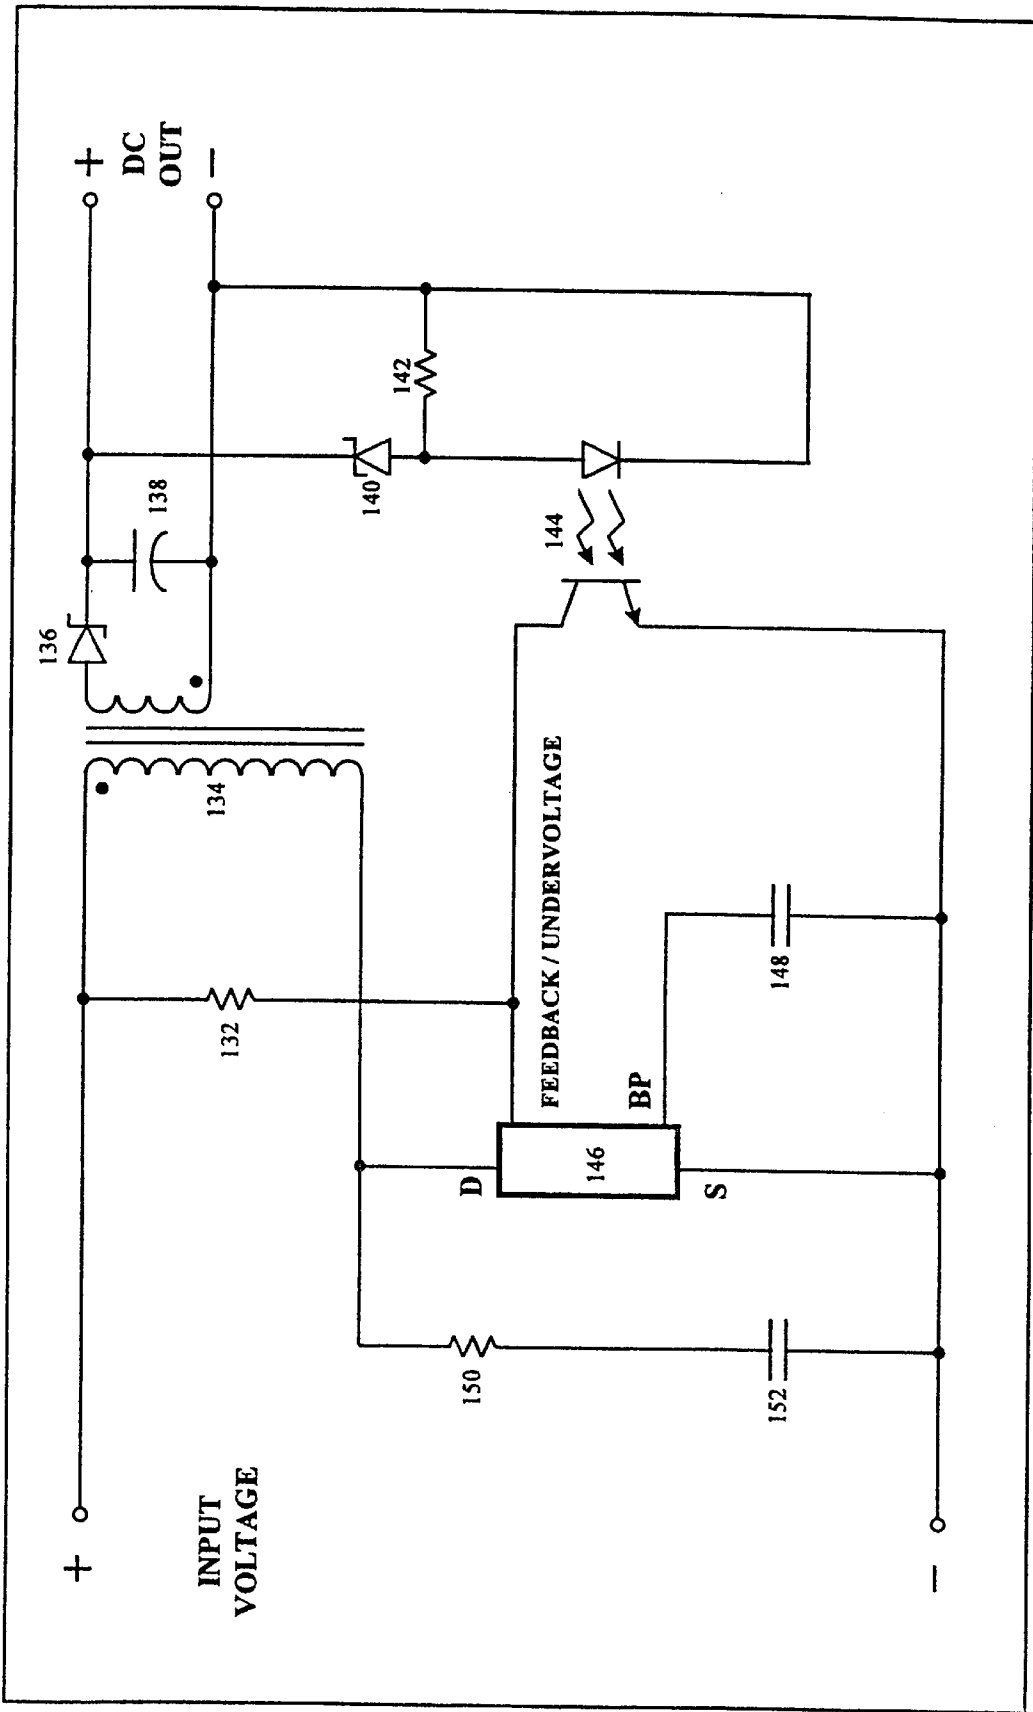 +
INPUT
VOLTAGE
−
150
152
D
146
S
BP
FEEDBACK / UNDERVOLTAGE
132
148
134
136
138
144
140
142
+
DC
OUT
−